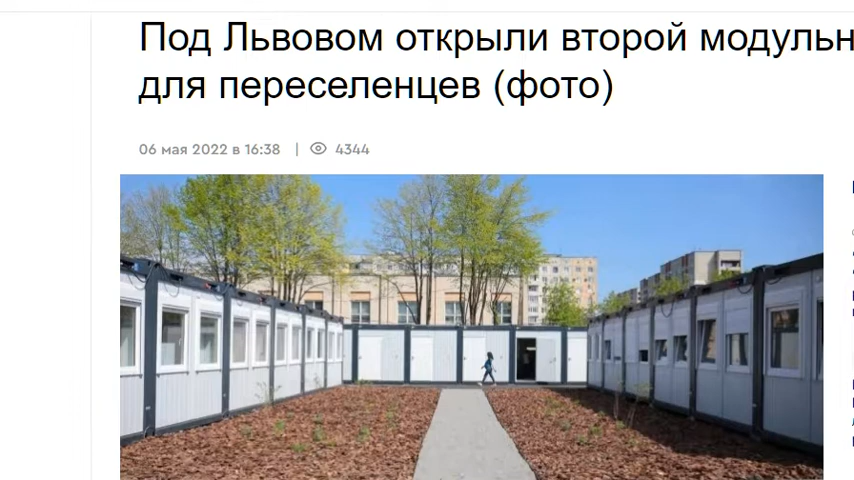 Под Львовом открыли второй модульн
для переселенцев (фото)
06 мая 2022 в 16:38 | 4344